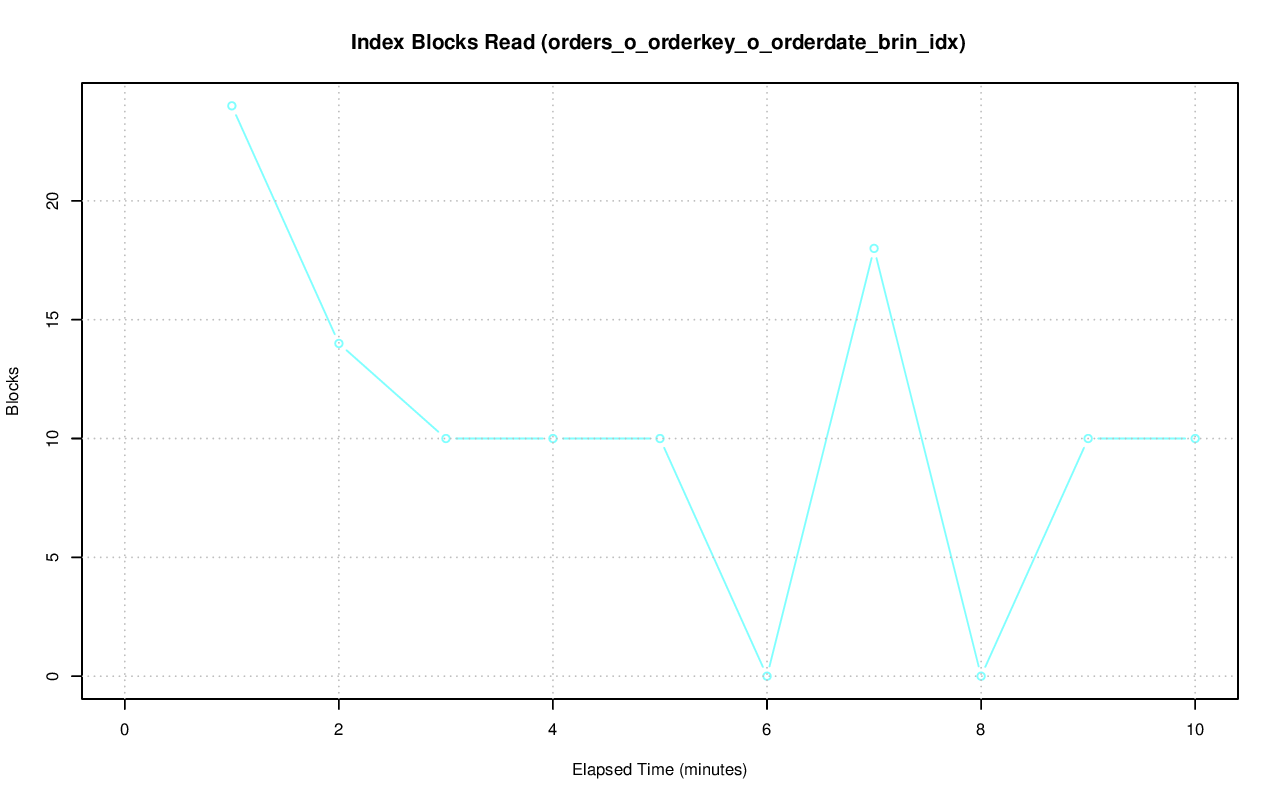 Index Blocks Read (orders_o_orderkey_o_orderdate_brin_idx)
Blocks
20
15
10
5
0
0 2 4 6 8 10
Elapsed Time (minutes)